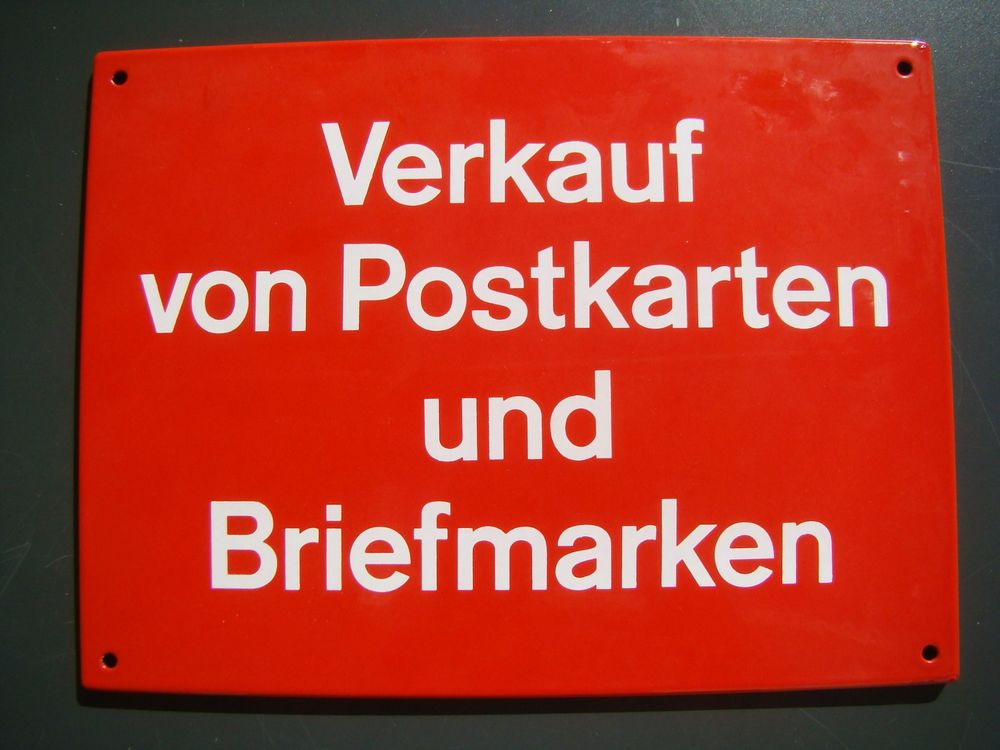 Verkauf
von Postkarten
und
Briefmarken